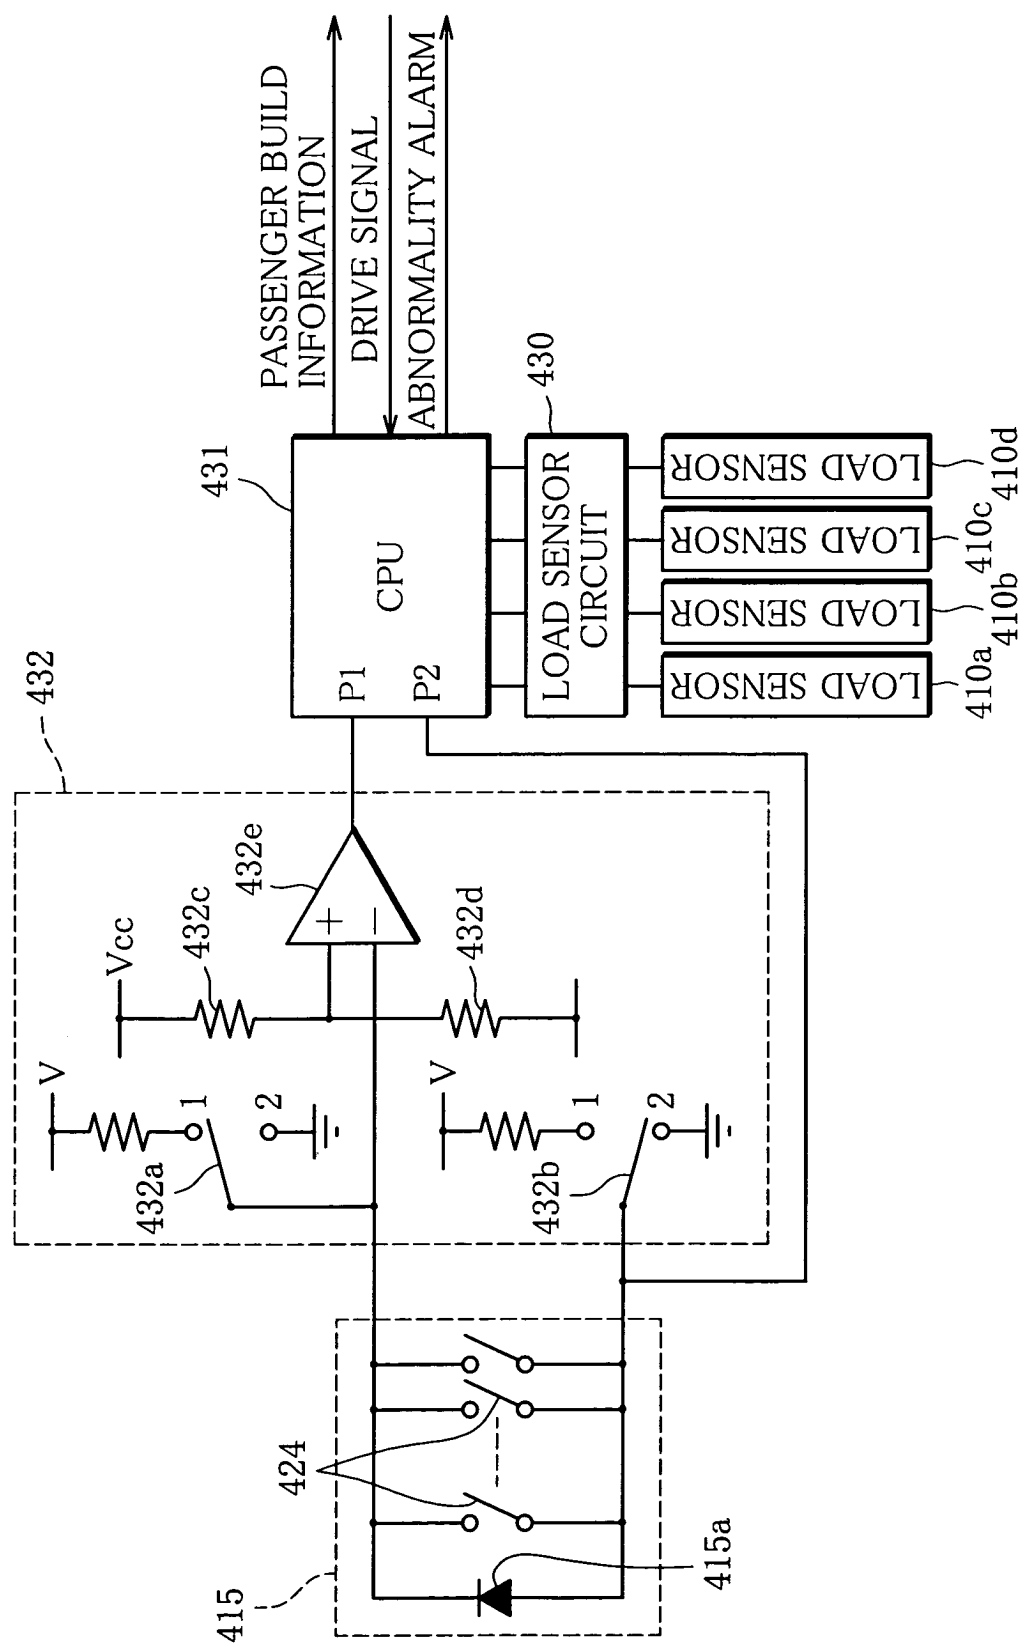 PASSENGER BUILD
INFORMATION
DRIVE SIGNAL
ABNORMALITY ALARM
431
CPU
P1
P2
430
LOAD SENSOR
CIRCUIT
LOAD SENSOR
LOAD SENSOR
LOAD SENSOR
LOAD SENSOR
410a
410b
410c
410d
432
432e
+
−
Vcc
432c
432d
V
1
2
432a
V
1
2
432b
415
424
415a